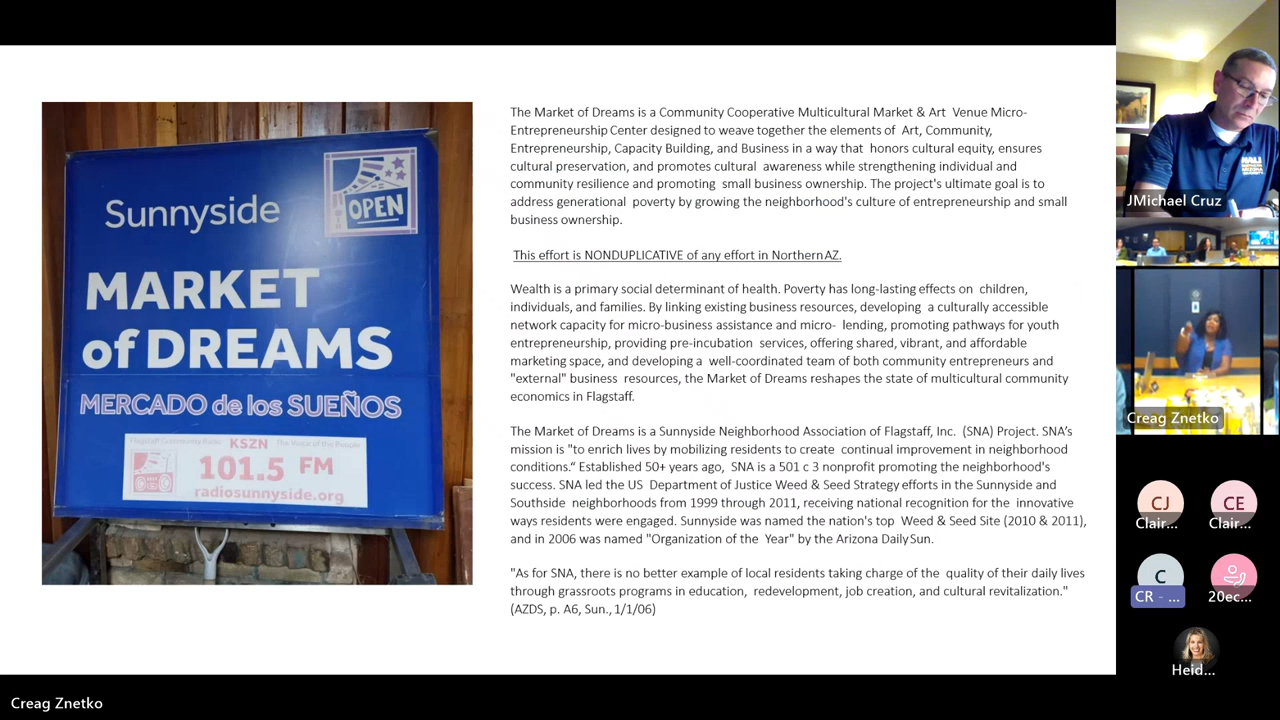 Sunnyside
OPEN
MARKET
of DREAMS
MERCADO de los SUEÑOS
Flagstaff Community Radio KSZN The Voice of the People
101.5 FM
radiosunnyside.org
The Market of Dreams is a Community Cooperative Multicultural Market & Art Venue Micro-
Entrepreneurship Center designed to weave together the elements of Art, Community,
Entrepreneurship, Capacity Building, and Business in a way that honors cultural equity, ensures
cultural preservation, and promotes cultural awareness while strengthening individual and
community resilience and promoting small business ownership. The project's ultimate goal is to
address generational poverty by growing the neighborhood's culture of entrepreneurship and small
business ownership.
This effort is NONDUPLICATIVE of any effort in Northern AZ.
Wealth is a primary social determinant of health. Poverty has long-lasting effects on children,
individuals, and families. By linking existing business resources, developing a culturally accessible
network capacity for micro-business assistance and micro- lending, promoting pathways for youth
entrepreneurship, providing pre-incubation services, offering shared, vibrant, and affordable
marketing space, and developing a well-coordinated team of both community entrepreneurs and
"external" business resources, the Market of Dreams reshapes the state of multicultural community
economics in Flagstaff.
The Market of Dreams is a Sunnyside Neighborhood Association of Flagstaff, Inc. (SNA) Project. SNA's
mission is "to enrich lives by mobilizing residents to create continual improvement in neighborhood
conditions." Established 50+ years ago, SNA is a 501 c 3 nonprofit promoting the neighborhood's
success. SNA led the US Department of Justice Weed & Seed Strategy efforts in the Sunnyside and
Southside neighborhoods from 1999 through 2011, receiving national recognition for the innovative
ways residents were engaged. Sunnyside was named the nation's top Weed & Seed Site (2010 & 2011),
and in 2006 was named "Organization of the Year" by the Arizona Daily Sun.
"As for SNA, there is no better example of local residents taking charge of the quality of their daily lives
through grassroots programs in education, redevelopment, job creation, and cultural revitalization."
(AZDS, p. A6, Sun., 1/1/06)
JMichael Cruz
Creag Znetko
CJ
Clair...
CE
Clair...
C
CR - ...
20ec...
Heid...
Creag Znetko